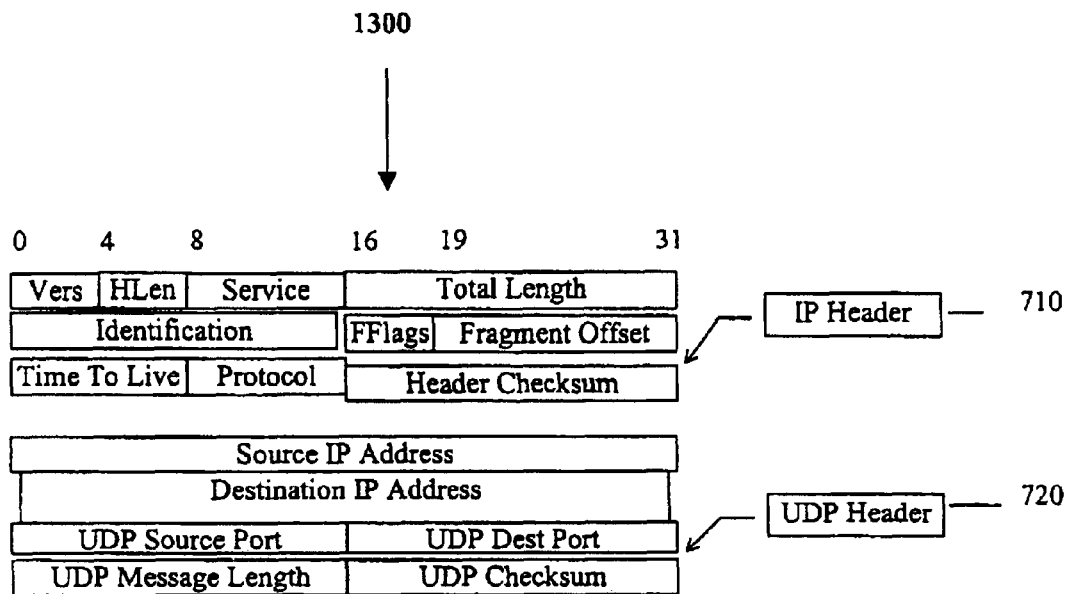 1300
0 4 8 16 19 31
Vers HLen Service Total Length
Identification FFlags Fragment Offset
IP Header 710
Time To Live Protocol Header Checksum
Source IP Address
Destination IP Address
UDP Header 720
UDP Source Port UDP Dest Port
UDP Message Length UDP Checksum